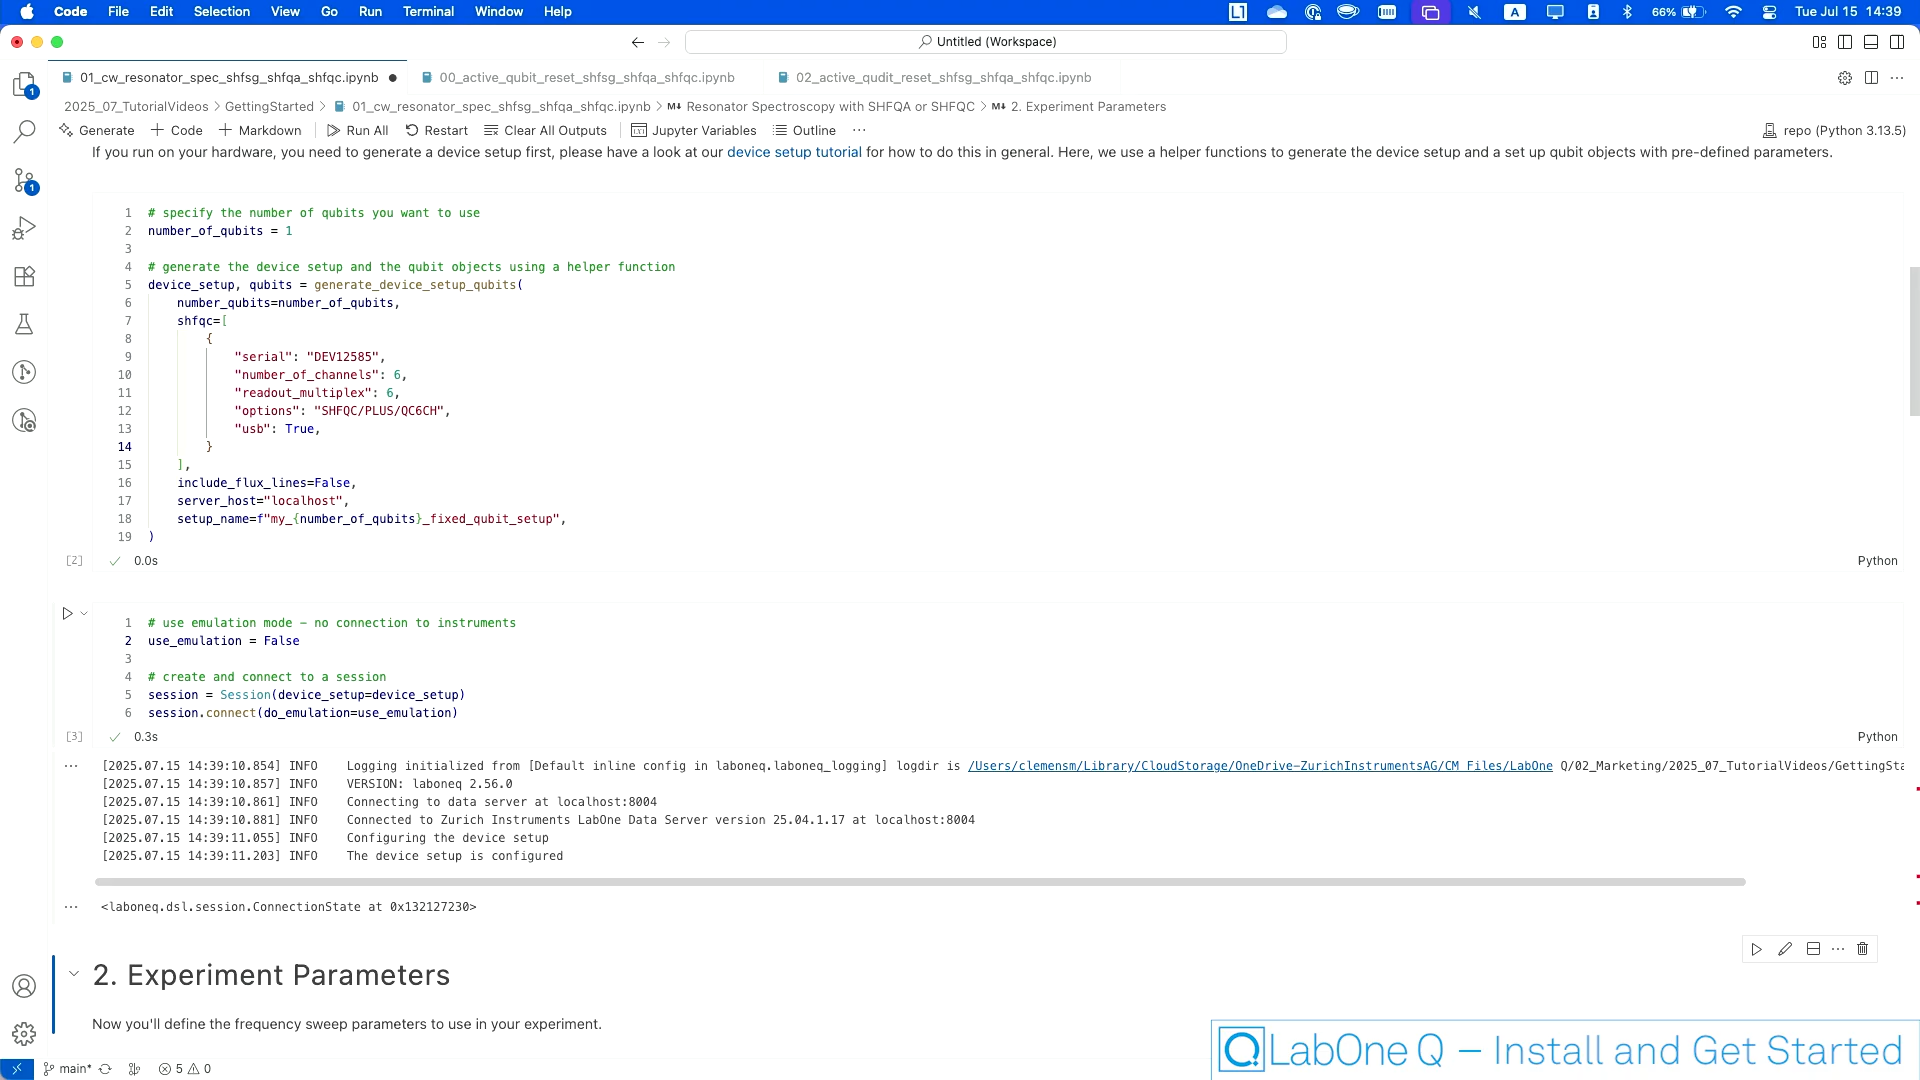 Code File Edit Selection View Go Run Terminal Window Help
A 66% Tue Jul 15 14:39
Untitled (Workspace)
01_cw_resonator_spec_shfsg_shfqa_shfqc.ipynb 00_active_qubit_reset_shfsg_shfqa_shfqc.ipynb 02_active_qudit_reset_shfsg_shfqa_shfqc.ipynb
2025_07_TutorialVideos > GettingStarted > 01_cw_resonator_spec_shfsg_shfqa_shfqc.ipynb > M↓ Resonator Spectroscopy with SHFQA or SHFQC > M↓ 2. Experiment Parameters
Generate + Code + Markdown Run All Restart Clear All Outputs Jupyter Variables Outline ... repo (Python 3.13.5)
If you run on your hardware, you need to generate a device setup first, please have a look at our device setup tutorial for how to do this in general. Here, we use a helper functions to generate the device setup and a set up qubit objects with pre-defined parameters.
1 # specify the number of qubits you want to use
2 number_of_qubits = 1
3
4 # generate the device setup and the qubit objects using a helper function
5 device_setup, qubits = generate_device_setup_qubits(
6 number_qubits=number_of_qubits,
7 shfqc=[
8 {
9 "serial": "DEV12585",
10 "number_of_channels": 6,
11 "readout_multiplex": 6,
12 "options": "SHFQC/PLUS/QC6CH",
13 "usb": True,
14 }
15 ],
16 include_flux_lines=False,
17 server_host="localhost",
18 setup_name=f"my_{number_of_qubits}_fixed_qubit_setup",
19 )
[2] ✓ 0.0s Python
1 # use emulation mode – no connection to instruments
2 use_emulation = False
3
4 # create and connect to a session
5 session = Session(device_setup=device_setup)
6 session.connect(do_emulation=use_emulation)
[3] ✓ 0.3s Python
... [2025.07.15 14:39:10.854] INFO Logging initialized from [Default inline config in laboneq.laboneq_logging] logdir is /Users/clemensm/Library/CloudStorage/OneDrive-ZurichInstrumentsAG/CM_Files/LabOne Q/02_Marketing/2025_07_TutorialVideos/GettingSta
[2025.07.15 14:39:10.857] INFO VERSION: laboneq 2.56.0
[2025.07.15 14:39:10.861] INFO Connecting to data server at localhost:8004
[2025.07.15 14:39:10.881] INFO Connected to Zurich Instruments LabOne Data Server version 25.04.1.17 at localhost:8004
[2025.07.15 14:39:11.055] INFO Configuring the device setup
[2025.07.15 14:39:11.203] INFO The device setup is configured
... <laboneq.dsl.session.ConnectionState at 0x132127230>
2. Experiment Parameters
Now you'll define the frequency sweep parameters to use in your experiment.
LabOne Q – Install and Get Started
main* 5 0